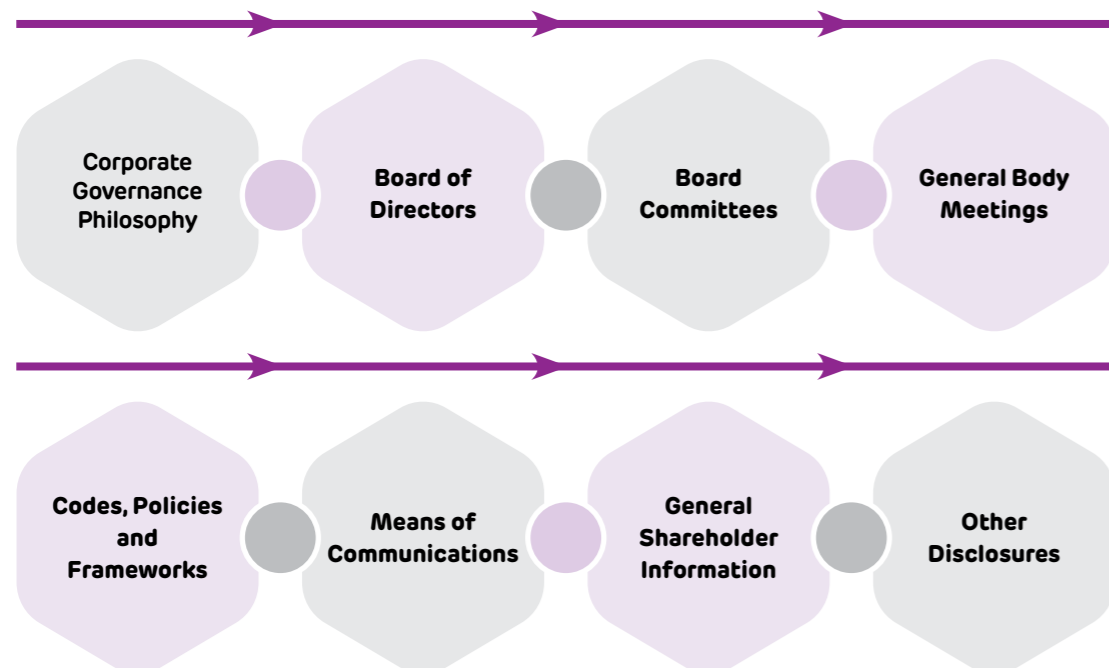 Corporate
Governance
Philosophy
Board of
Directors
Board
Committees
General Body
Meetings
Codes, Policies
and
Frameworks
Means of
Communications
General
Shareholder
Information
Other
Disclosures